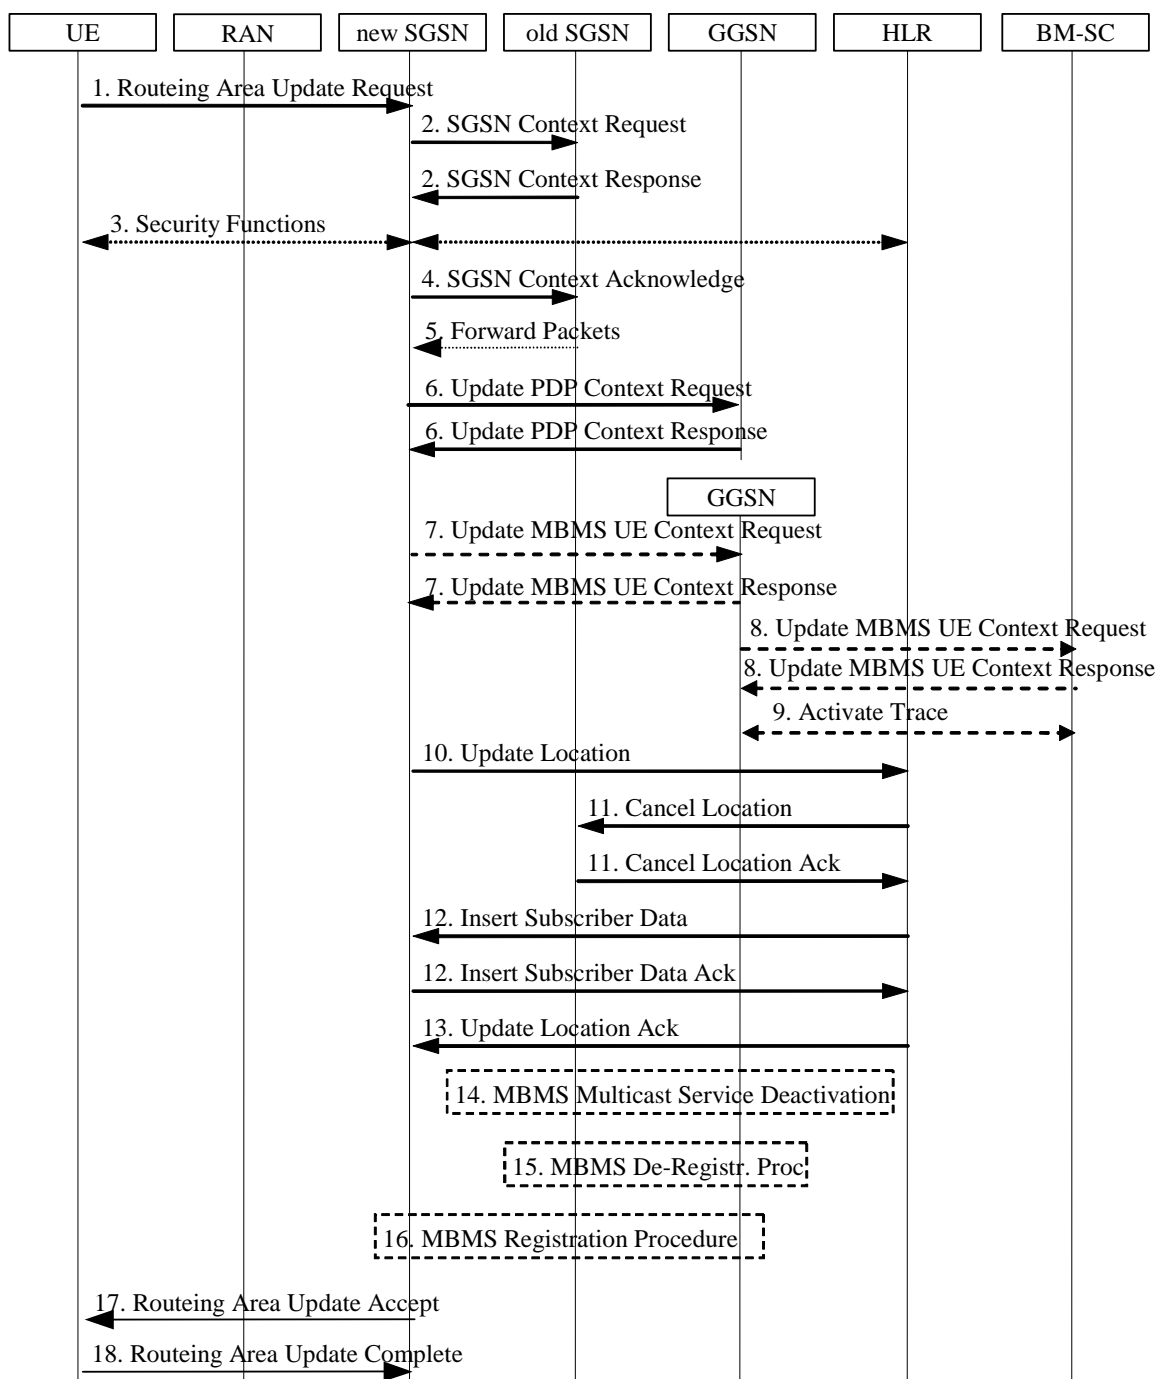 UE
RAN
new SGSN
old SGSN
GGSN
HLR
BM-SC
1. Routeing Area Update Request
2. SGSN Context Request
2. SGSN Context Response
3. Security Functions
4. SGSN Context Acknowledge
5. Forward Packets
6. Update PDP Context Request
6. Update PDP Context Response
GGSN
7. Update MBMS UE Context Request
7. Update MBMS UE Context Response
8. Update MBMS UE Context Request
8. Update MBMS UE Context Response
9. Activate Trace
10. Update Location
11. Cancel Location
11. Cancel Location Ack
12. Insert Subscriber Data
12. Insert Subscriber Data Ack
13. Update Location Ack
14. MBMS Multicast Service Deactivation
15. MBMS De-Registr. Proc
16. MBMS Registration Procedure
17. Routeing Area Update Accept
18. Routeing Area Update Complete